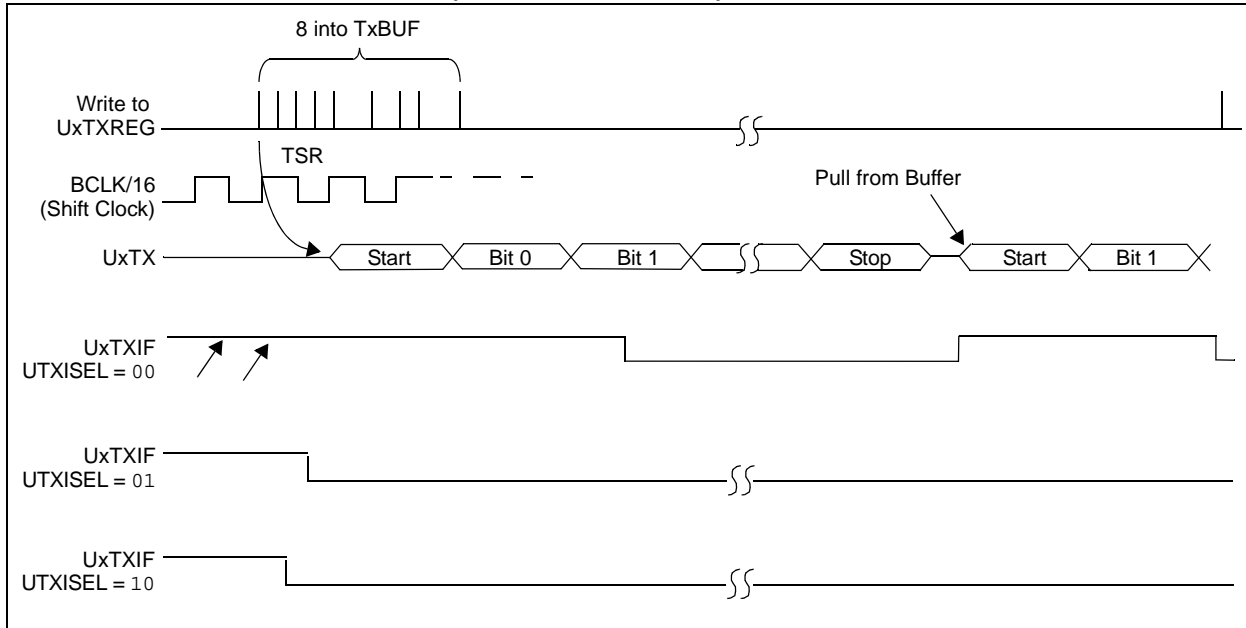 8 into TxBUF
Write to
UxTXREG
TSR
BCLK/16
(Shift Clock)
Pull from Buffer
UxTX
Start
Bit 0
Bit 1
Stop
Start
Bit 1
UxTXIF
UTXISEL = 00
UxTXIF
UTXISEL = 01
UxTXIF
UTXISEL = 10